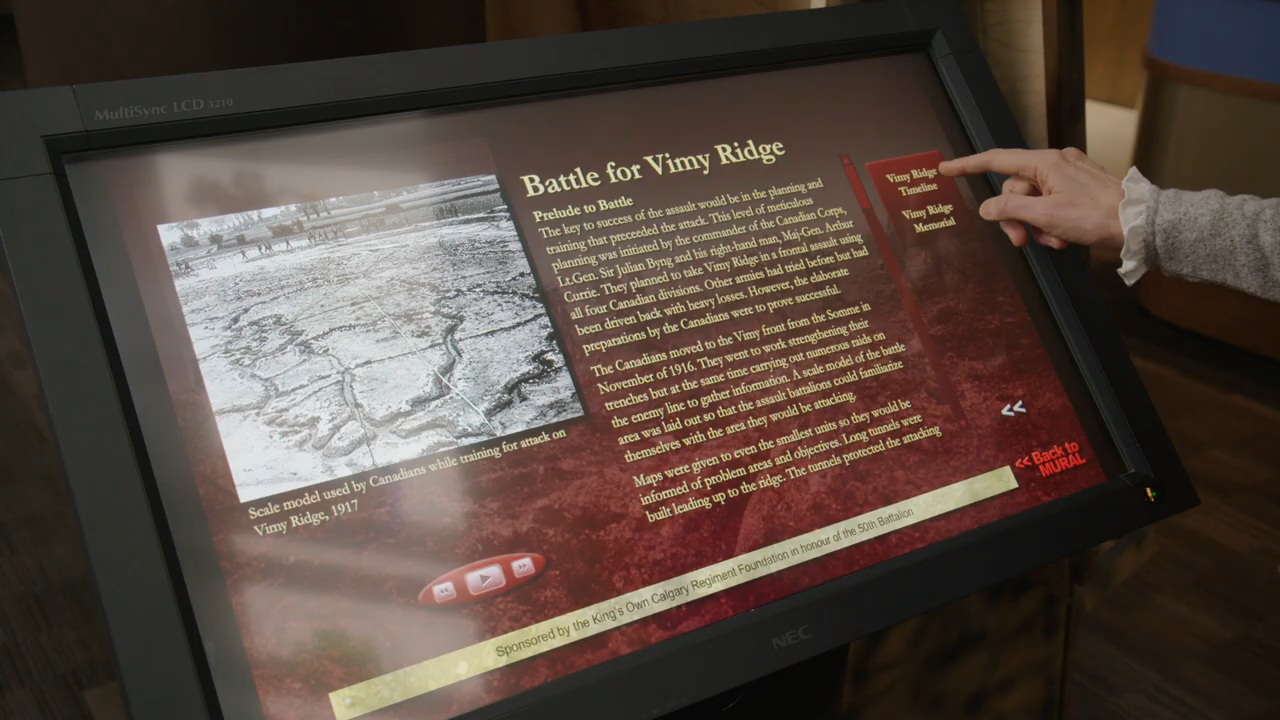 MultiSync LCD 3210
Battle for Vimy Ridge
Prelude to Battle
The key to success of the assault would be in the planning and
training that preceeded the attack. This level of meticulous
planning was initiated by the commander of the Canadian Corps,
Lt.Gen. Sir Julian Byng and his right-hand man, Maj-Gen. Arthur
Currie. They planned to take Vimy Ridge in a frontal assault using
all four Canadian divisions. Other armies had tried before but had
been driven back with heavy losses. However, the elaborate
preparations by the Canadians were to prove successful.
The Canadians moved to the Vimy front from the Somme in
November of 1916. They went to work strengthening their
trenches but at the same time carrying out numerous raids on
the enemy line to gather information. A scale model of the battle
area was laid out so that the assault battalions could familiarize
themselves with the area they would be attacking.
Maps were given to even the smallest units so they would be
informed of problem areas and objectives. Long tunnels were
built leading up to the ridge. The tunnels protected the attacking
Scale model used by Canadians while training for attack on
Vimy Ridge, 1917
Vimy Ridge
Timeline
Vimy Ridge
Memorial
<< Back to
MURAL
Sponsored by the King's Own Calgary Regiment Foundation in honour of the 50th Battalion
NEC